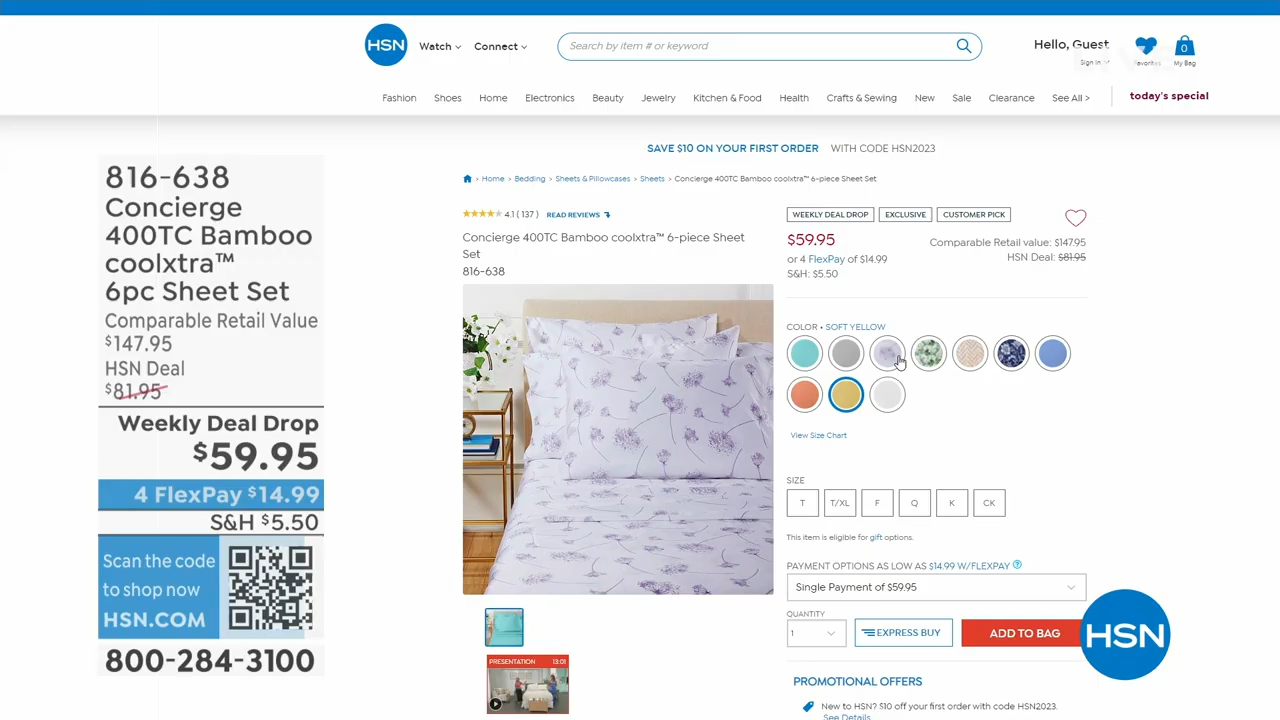 HSN
Watch
Connect
Search by item # or keyword
Hello, Guest
Sign In
Favorites
0
My Bag
Fashion
Shoes
Home
Electronics
Beauty
Jewelry
Kitchen & Food
Health
Crafts & Sewing
New
Sale
Clearance
See All >
today's special
SAVE $10 ON YOUR FIRST ORDER WITH CODE HSN2023
Home > Bedding > Sheets & Pillowcases > Sheets > Concierge 400TC Bamboo coolxtra™ 6-piece Sheet Set
816-638
Concierge
400TC Bamboo
coolxtra™
6pc Sheet Set
Comparable Retail Value
$147.95
HSN Deal
$81.95
Weekly Deal Drop
$59.95
4 FlexPay $14.99
S&H $5.50
Scan the code
to shop now
HSN.COM
800-284-3100
4.1 ( 137 ) READ REVIEWS
Concierge 400TC Bamboo coolxtra™ 6-piece Sheet
Set
816-638
PRESENTATION 13:01
WEEKLY DEAL DROP
EXCLUSIVE
CUSTOMER PICK
$59.95
Comparable Retail value: $147.95
or 4 FlexPay of $14.99
HSN Deal: $81.95
S&H: $5.50
COLOR • SOFT YELLOW
View Size Chart
SIZE
T
T/XL
F
Q
K
CK
This item is eligible for gift options.
PAYMENT OPTIONS AS LOW AS $14.99 W/FLEXPAY
Single Payment of $59.95
QUANTITY
1
EXPRESS BUY
ADD TO BAG
HSN
PROMOTIONAL OFFERS
New to HSN? $10 off your first order with code HSN2023.
See Details